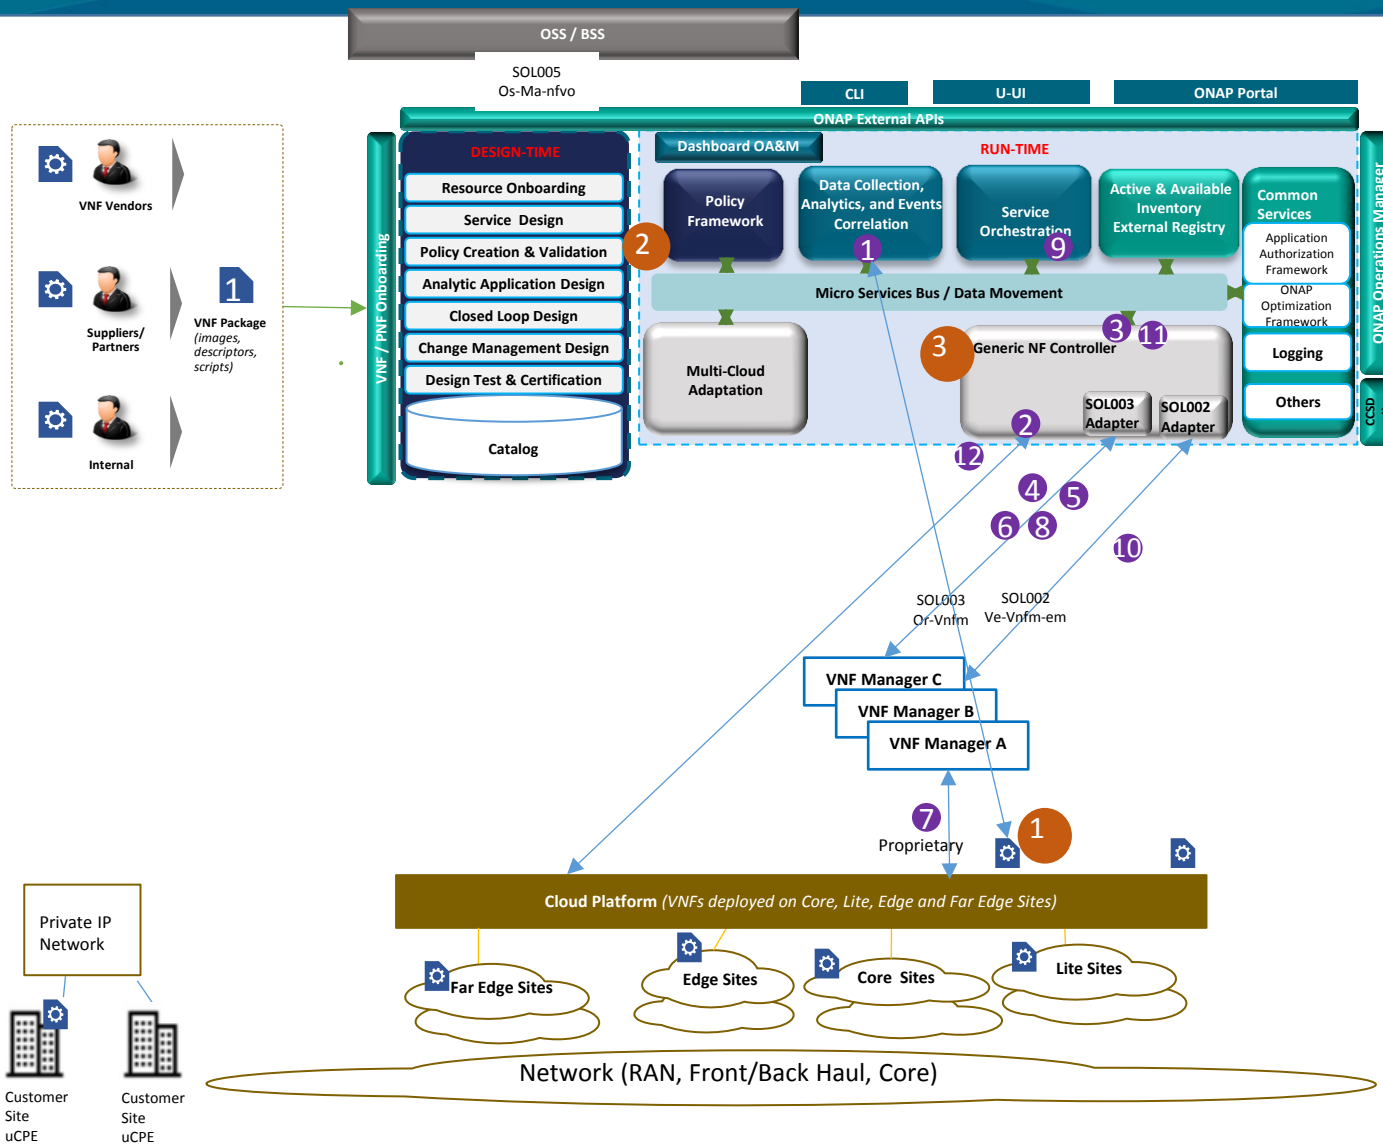 OSS / BSS
SOL005
Os-Ma-nfvo
CLI
U-UI
ONAP Portal
ONAP External APIs
VNF Vendors
Suppliers/
Partners
Internal
1
VNF Package
(images,
descriptors,
scripts)
VNF / PNF Onboarding
DESIGN-TIME
Resource Onboarding
Service Design
Policy Creation & Validation
Analytic Application Design
Closed Loop Design
Change Management Design
Design Test & Certification
Catalog
Dashboard OA&M
RUN-TIME
2
Policy
Framework
Data Collection,
Analytics, and Events
Correlation
1
Service
Orchestration
9
Active & Available
Inventory
External Registry
Common
Services
Application
Authorization
Framework
ONAP
Optimization
Framework
Logging
Others
ONAP Operations Manager
CCSD
Micro Services Bus / Data Movement
Multi-Cloud
Adaptation
3
3
11
Generic NF Controller
SOL003
Adapter
SOL002
Adapter
2
12
4
5
6
8
10
SOL003
Or-Vnfm
SOL002
Ve-Vnfm-em
VNF Manager C
VNF Manager B
VNF Manager A
7
Proprietary
1
Cloud Platform (VNFs deployed on Core, Lite, Edge and Far Edge Sites)
Far Edge Sites
Edge Sites
Core Sites
Lite Sites
Private IP
Network
Customer
Site
uCPE
Customer
Site
uCPE
Network (RAN, Front/Back Haul, Core)